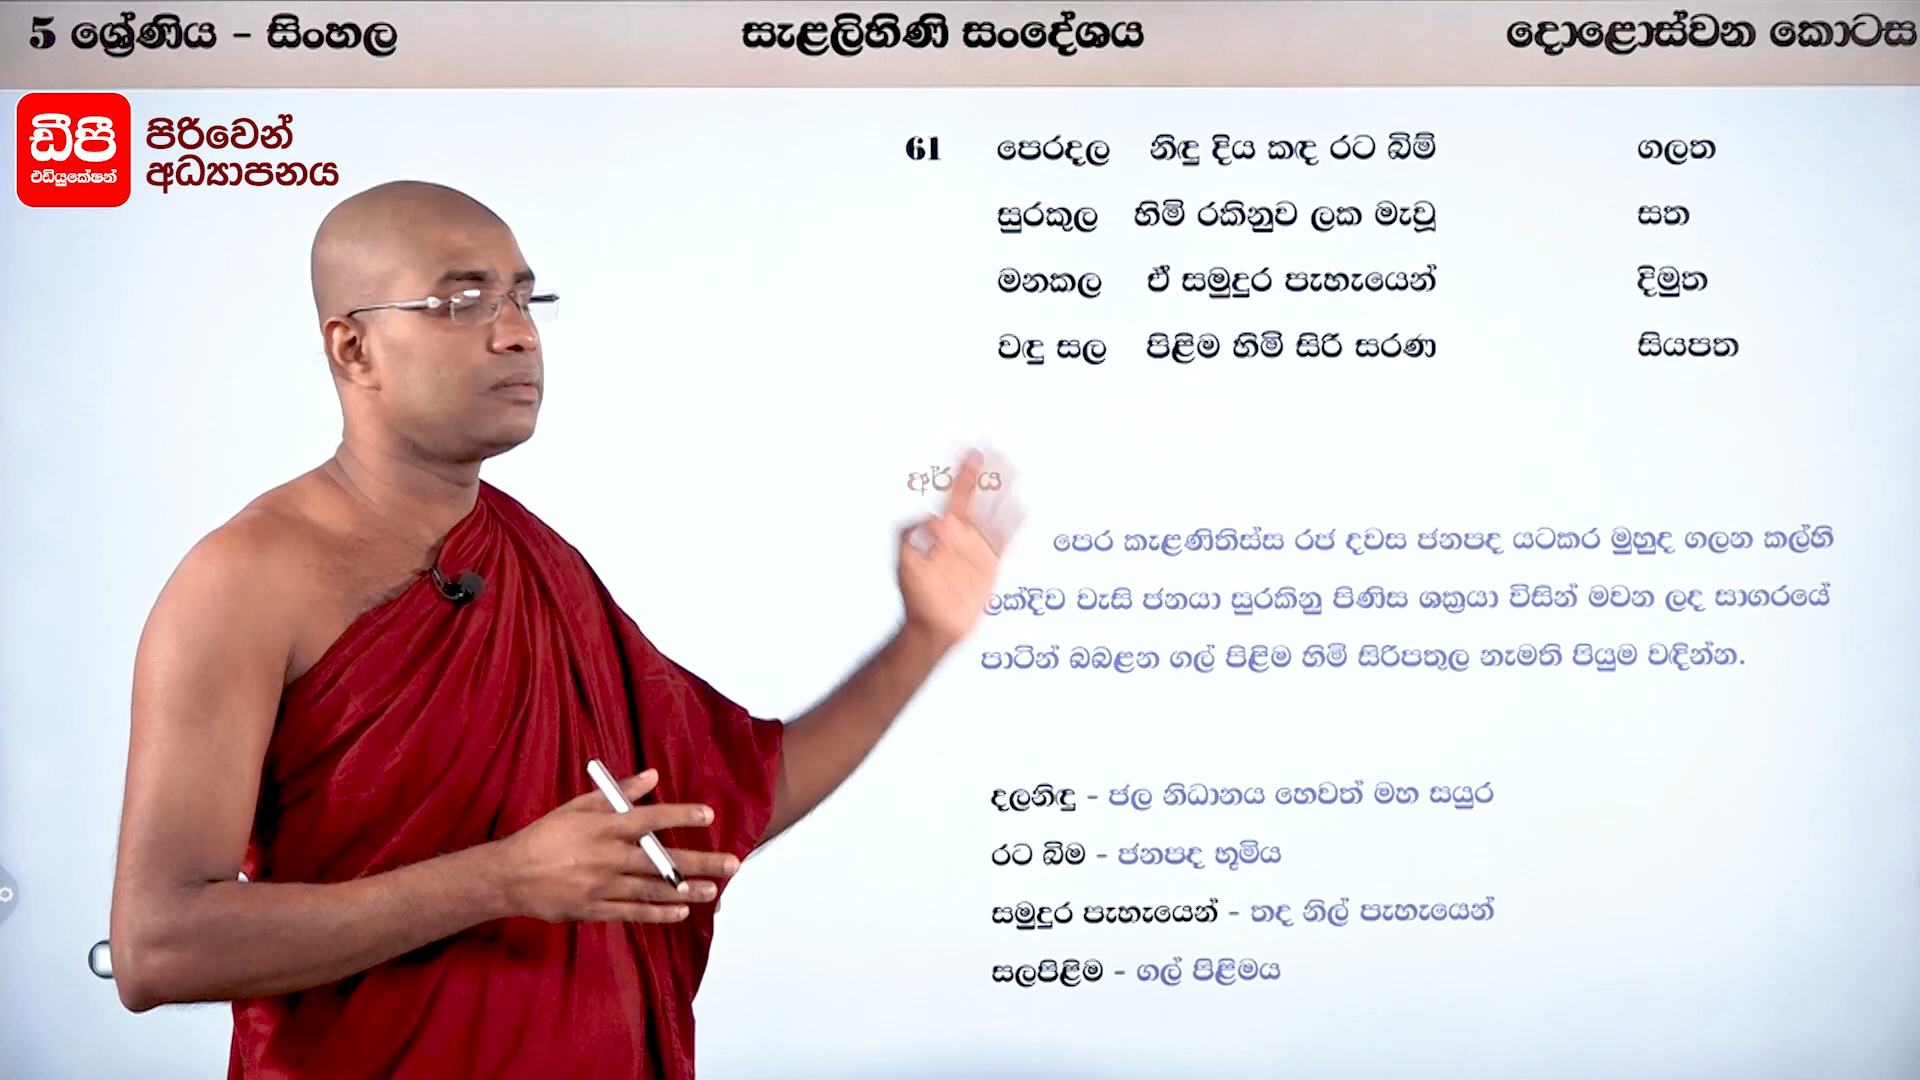 5 ශ්‍රේණිය - සිංහල
සැළලිහිණි සංදේශය
දොළොස්වන කොටස
ඩීපී
එඩියුකේෂන්
පිරිවෙන්
අධ්‍යාපනය
61 පෙරදල නිඳු දිය කඳ රට බිම් ගලත
සුරකුල හිමි රකිනුව ලක මැවූ සත
මනකල ඒ සමුදුර පැහැයෙන් දිමුත
වඳු සල පිළිම හිමි සිරි සරණ සියපත
පෙර කැළණිතිස්ස රජ දවස ජනපද යටකර මුහුද ගලන කල්හි
ලක්දිව වැසි ජනයා සුරකිනු පිණිස ශක්‍රයා විසින් මවන ලද සාගරයේ
පාටින් බබළන ගල් පිළිම හිමි සිරිපතුල නැමති පියුම වඳින්න.
දලනිඳු - ජල නිධානය හෙවත් මහ සයුර
රට බිම - ජනපද භූමිය
සමුදුර පැහැයෙන් - තද නිල් පැහැයෙන්
සලපිළිම - ගල් පිළිමය